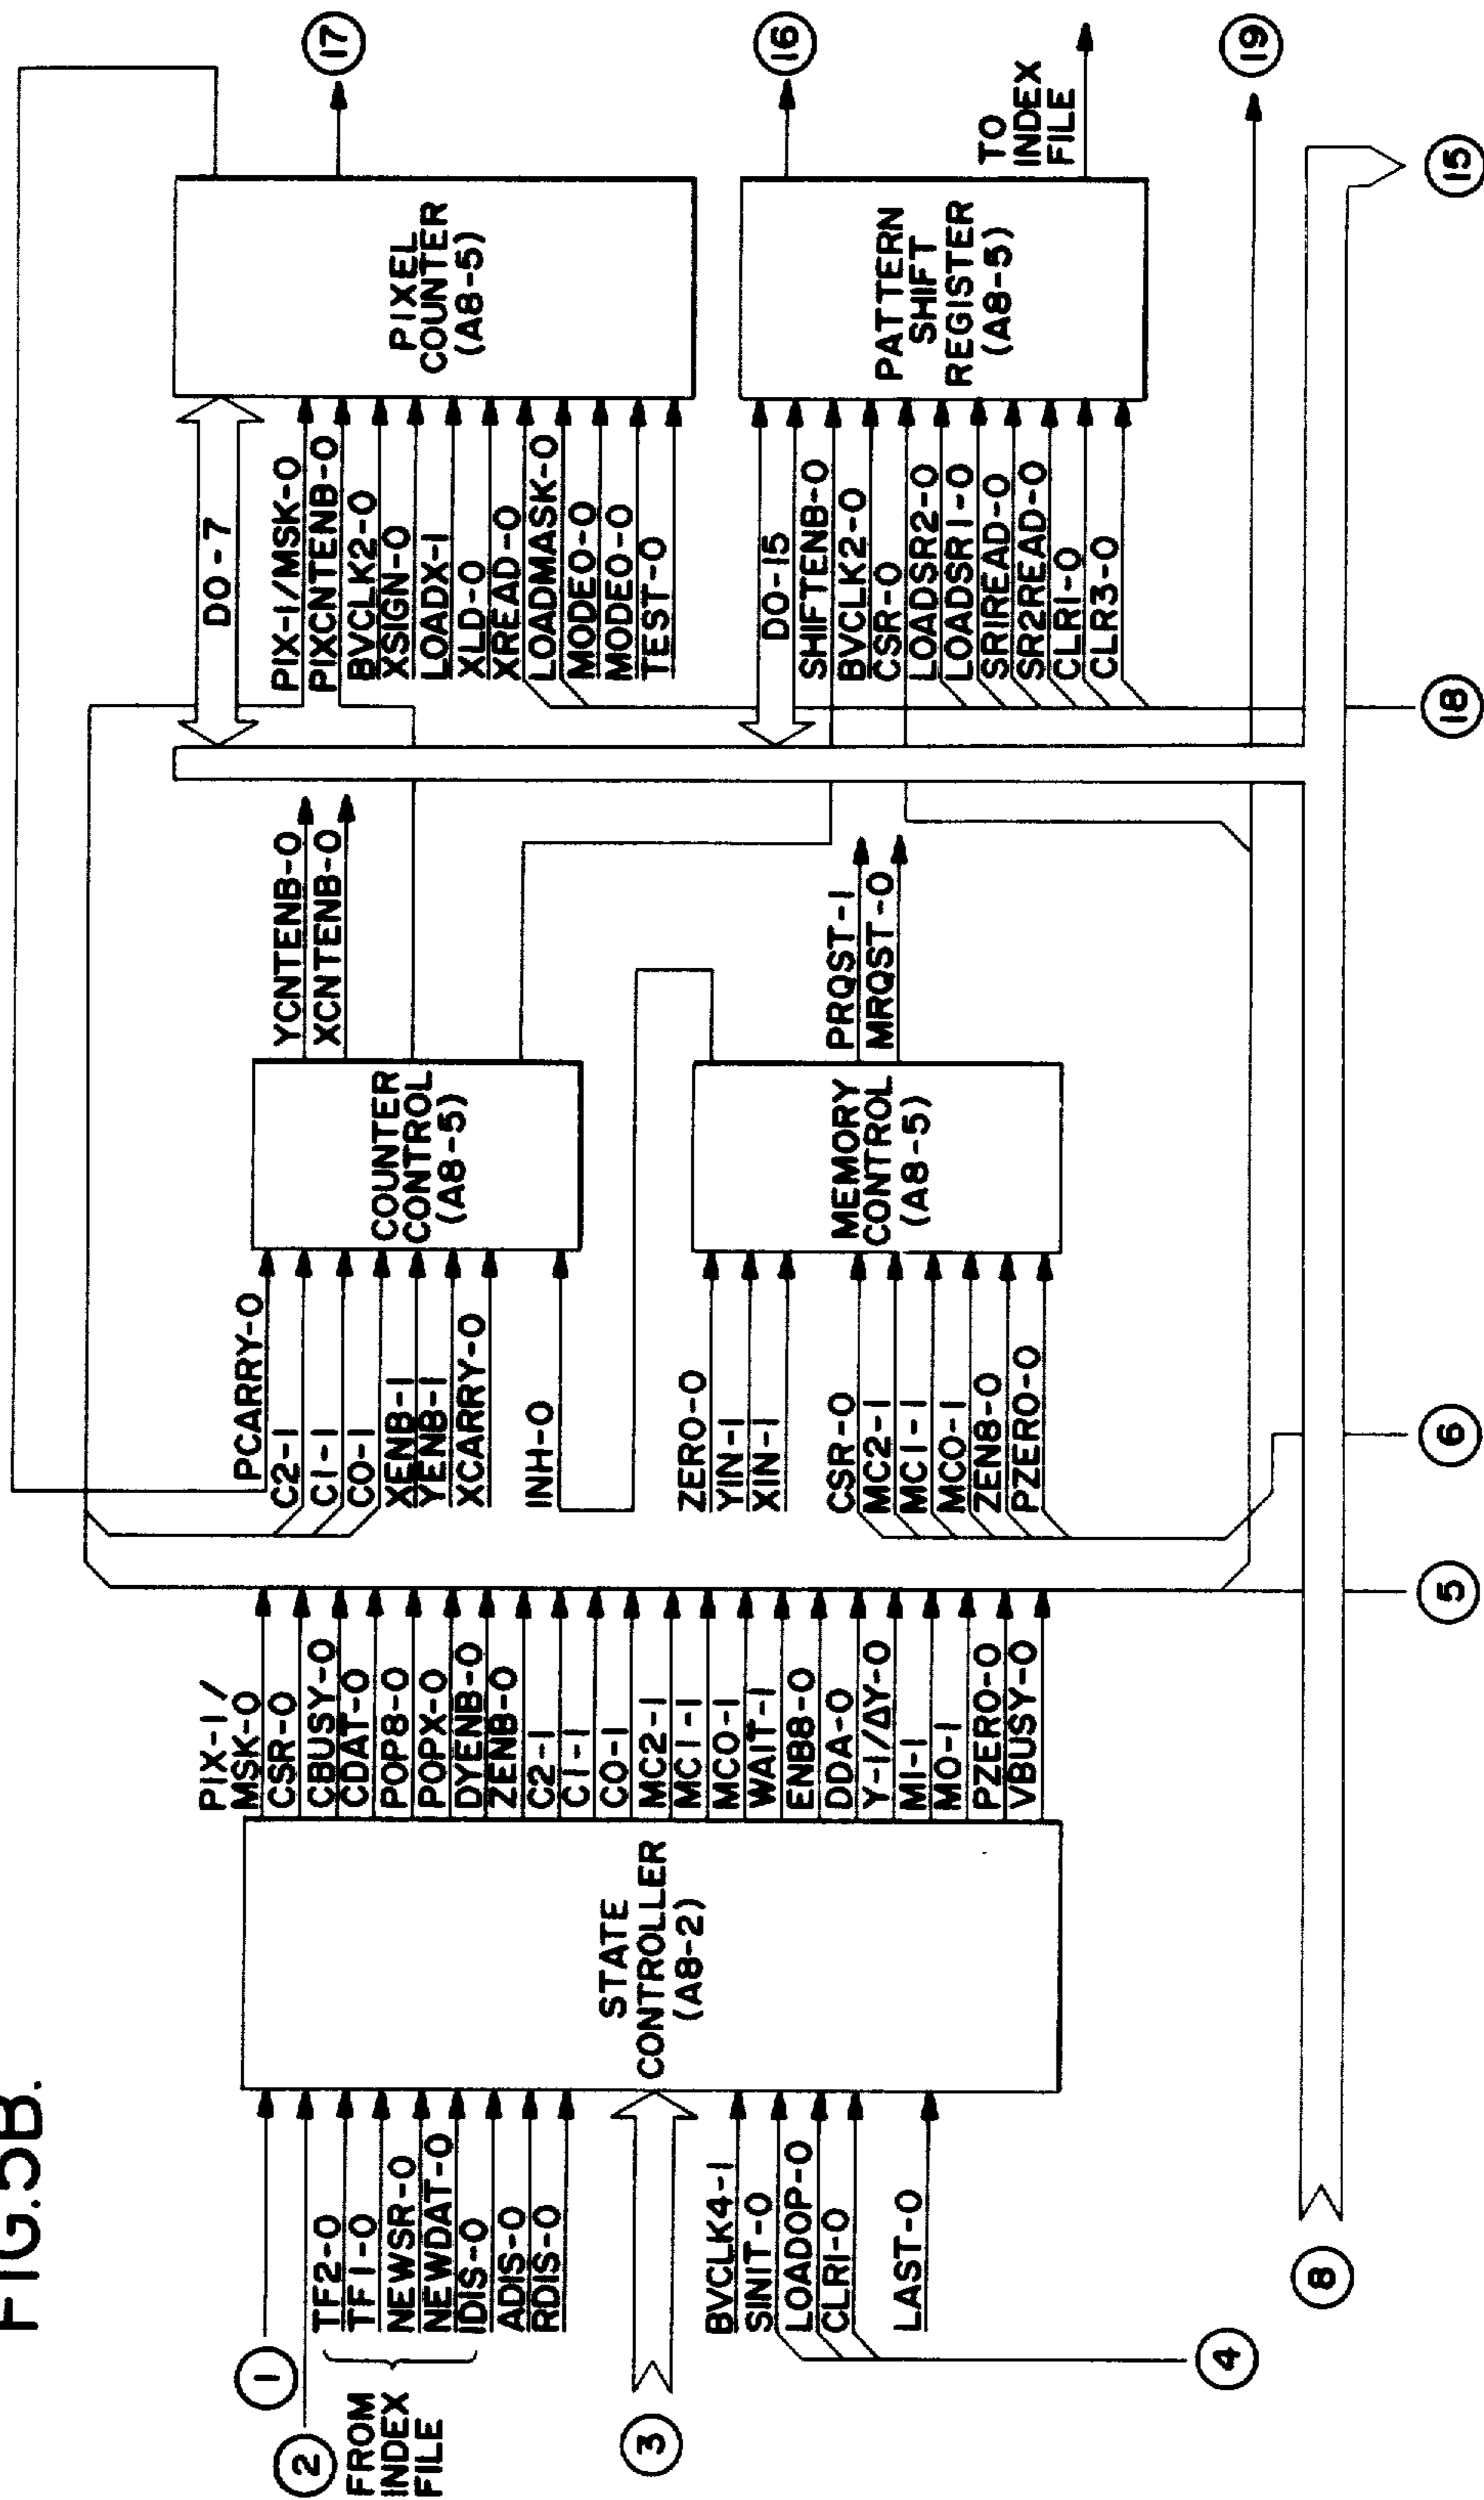 FIG.5B.
1
2
FROM
INDEX
FILE
TF2-0
TF1-0
NEWSR-0
NEWDAT-0
IDIS-0
ADIS-0
RDIS-0
3
BVCLK4-1
SINIT-0
LOADOP-0
CLR1-0
LAST-0
4
8
STATE
CONTROLLER
(A8-2)
PIX-1/
MSK-0
CSR-0
CBUSY-0
CDAT-0
POP8-0
POPX-0
DYENB-0
ZENB-0
C2-1
C1-1
C0-1
MC2-1
MC1-1
MC0-1
WAIT-1
ENB8-0
DDA-0
Y-1/ΔY-0
M1-1
M0-1
PZERO-0
VBUSY-0
5
6
PCARRY-0
C2-1
C1-1
C0-1
XENB-1
YENB-1
XCARRY-0
INH-0
COUNTER
CONTROL
(A8-5)
YCNTENB-0
XCNTENB-0
ZERO-0
YIN-1
XIN-1
CSR-0
MC2-1
MC1-1
MC0-1
ZEN8-0
PZERO-0
MEMORY
CONTROL
(A8-5)
PRQST-1
MRQST-0
D0-7
PIX-1/MSK-0
PIXCNTENB-0
BVCLK2-0
XSIGN-0
LOADX-1
XLD-0
XREAD-0
LOADMASK-0
MODE0-0
MODE0-0
TEST-0
PIXEL
COUNTER
(A8-5)
17
D0-15
SHIFTENB-0
BVCLK2-0
CSR-0
LOADSR2-0
LOADSR1-0
SR1READ-0
SR2READ-0
CLR1-0
CLR3-0
PATTERN
SHIFT
REGISTER
(A8-5)
16
TO
INDEX
FILE
19
18
15